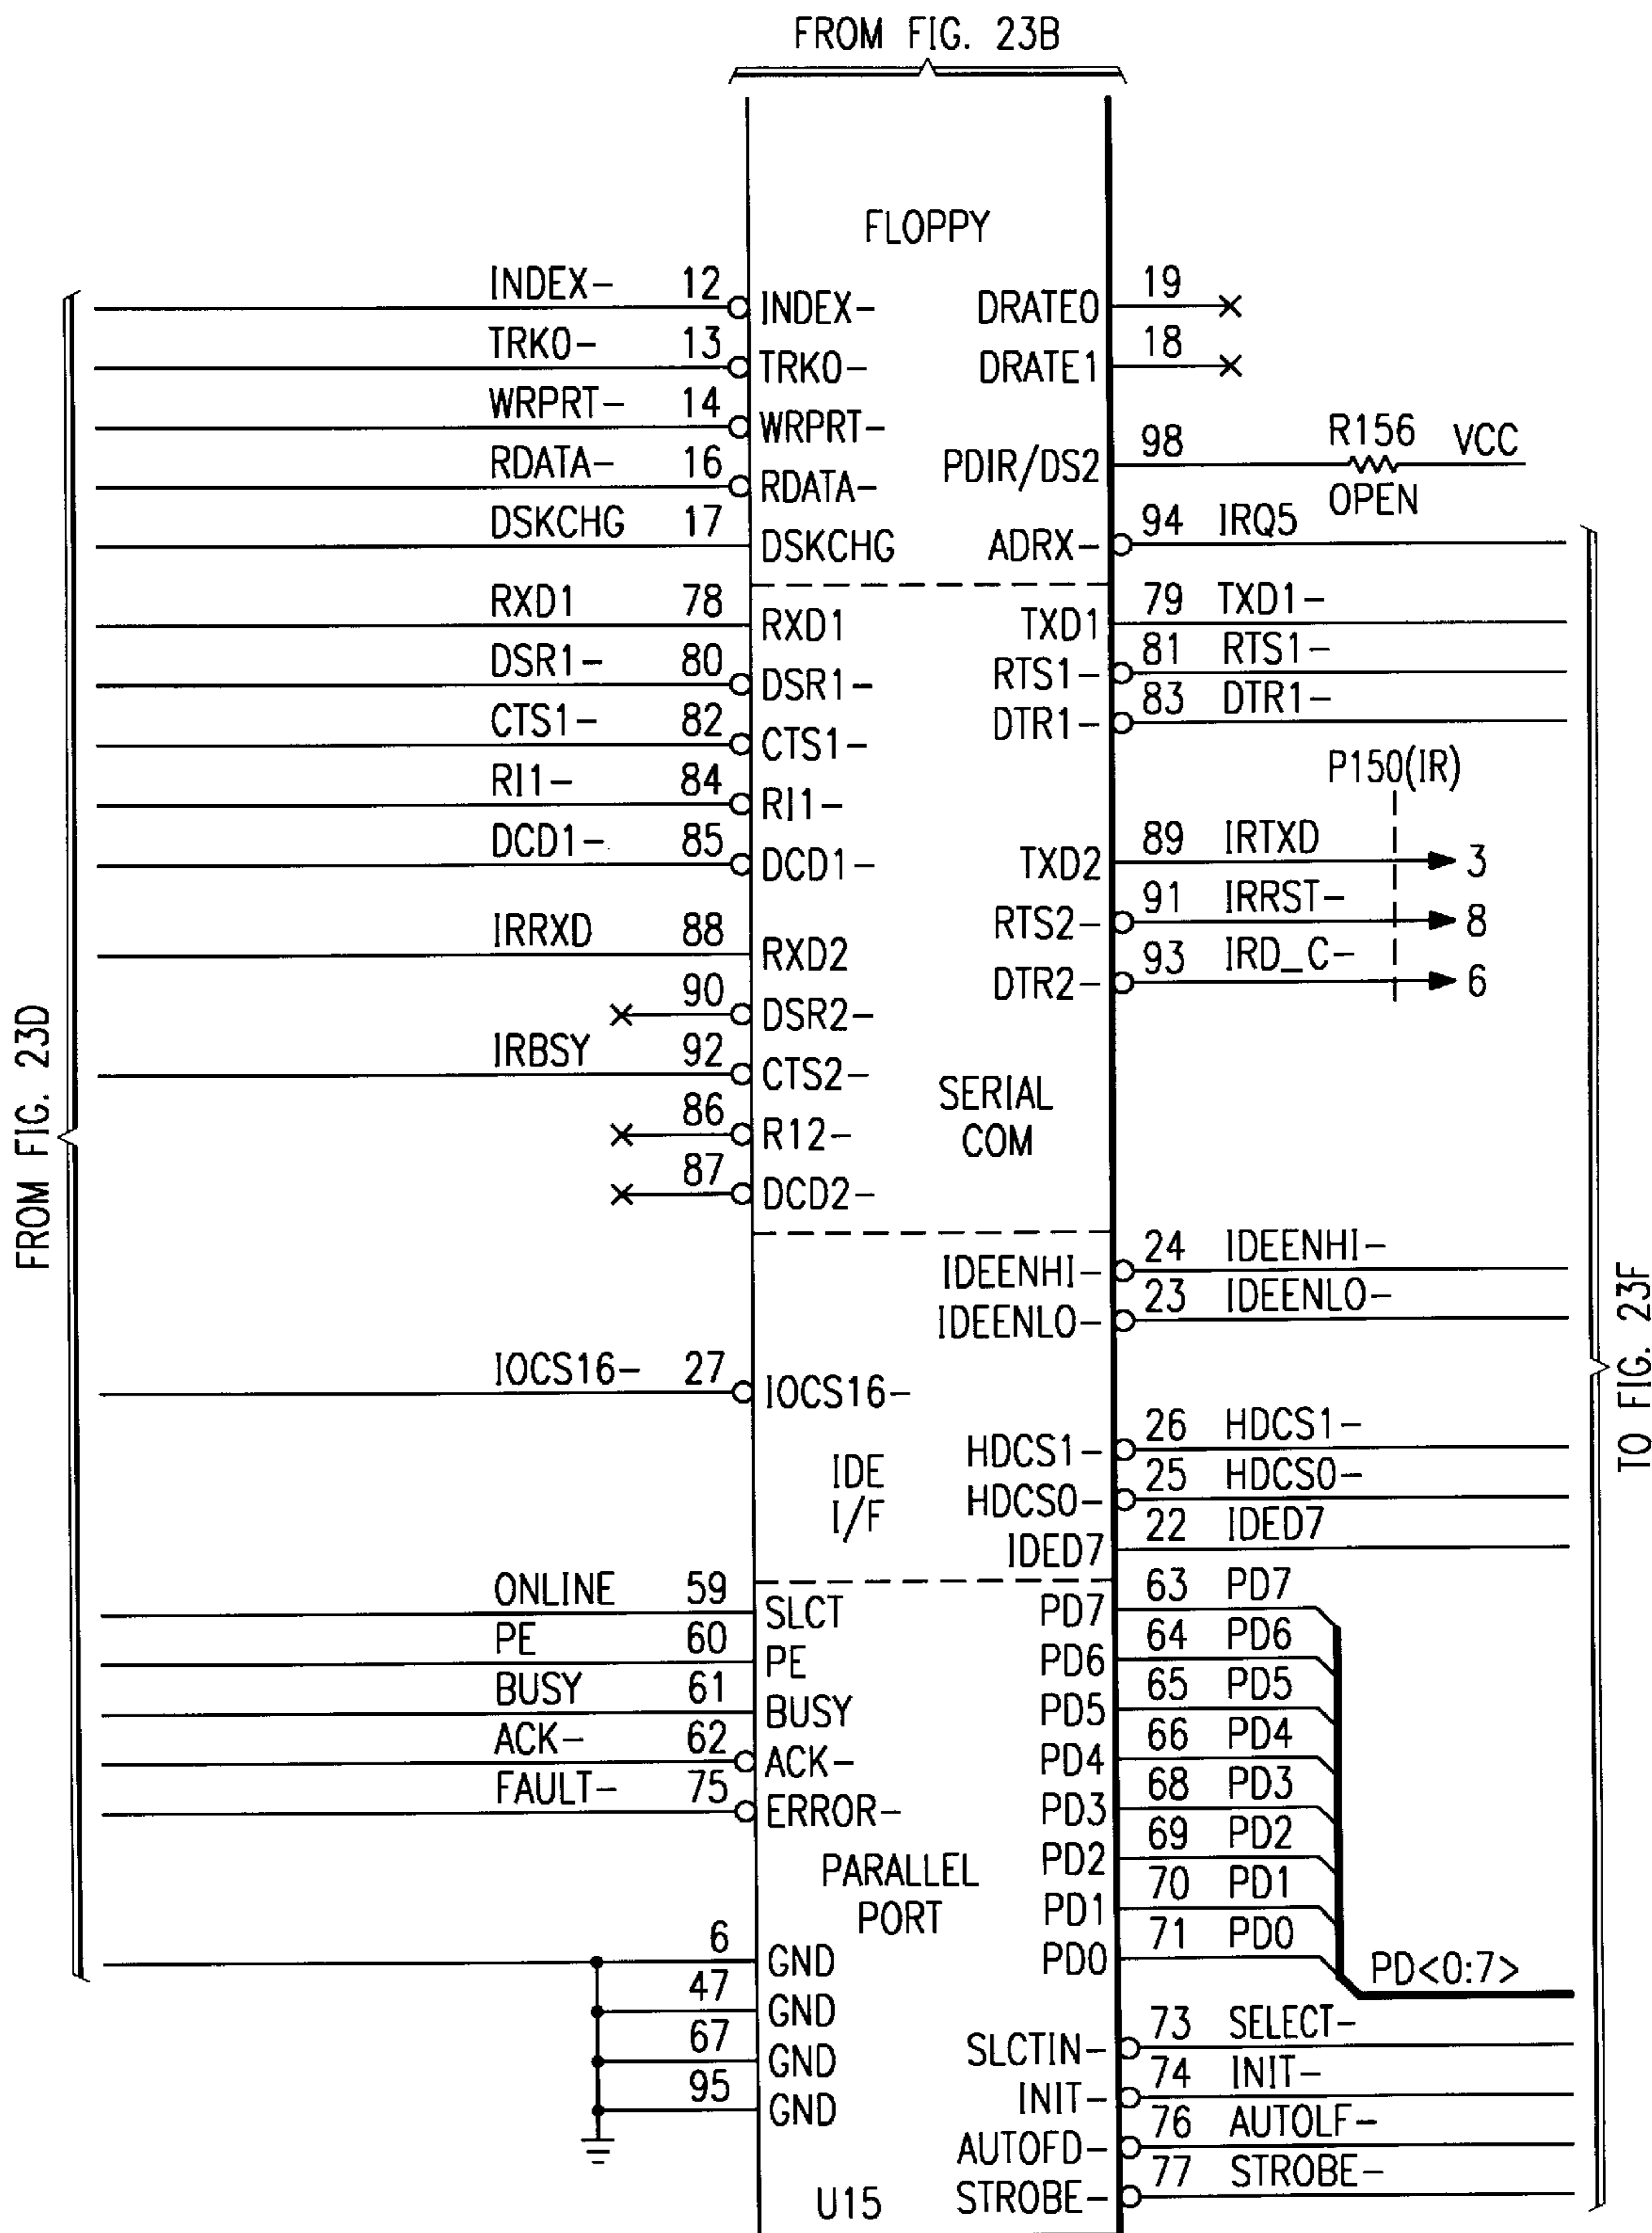 FROM FIG. 23B
FLOPPY
INDEX- 12 INDEX- DRATE0 19
TRK0- 13 TRK0- DRATE1 18
WRPRT- 14 WRPRT-
RDATA- 16 RDATA- PDIR/DS2 98 R156 VCC
OPEN
DSKCHG 17 DSKCHG ADRX- 94 IRQ5
RXD1 78 RXD1 TXD1 79 TXD1-
DSR1- 80 DSR1- RTS1- 81 RTS1-
CTS1- 82 CTS1- DTR1- 83 DTR1-
RI1- 84 RI1- P150(IR)
DCD1- 85 DCD1- TXD2 89 IRTXD 3
IRRXD 88 RXD2 RTS2- 91 IRRST- 8
90 DSR2- DTR2- 93 IRD_C- 6
IRBSY 92 CTS2-
86 R12-
87 DCD2-
SERIAL
COM
FROM FIG. 23D
IDEENHI- 24 IDEENHI-
IDEENLO- 23 IDEENLO-
IOCS16- 27 IOCS16-
HDCS1- 26 HDCS1-
HDCS0- 25 HDCS0-
IDED7 22 IDED7
IDE
I/F
TO FIG. 23F
ONLINE 59 SLCT PD7 63 PD7
PE 60 PE PD6 64 PD6
BUSY 61 BUSY PD5 65 PD5
ACK- 62 ACK- PD4 66 PD4
FAULT- 75 ERROR- PD3 68 PD3
PD2 69 PD2
PARALLEL
PORT
PD1 70 PD1
6 GND PD0 71 PD0
PD<0:7>
47 GND
67 GND SLCTIN- 73 SELECT-
95 GND INIT- 74 INIT-
AUTOFD- 76 AUTOLF-
U15 STROBE- 77 STROBE-